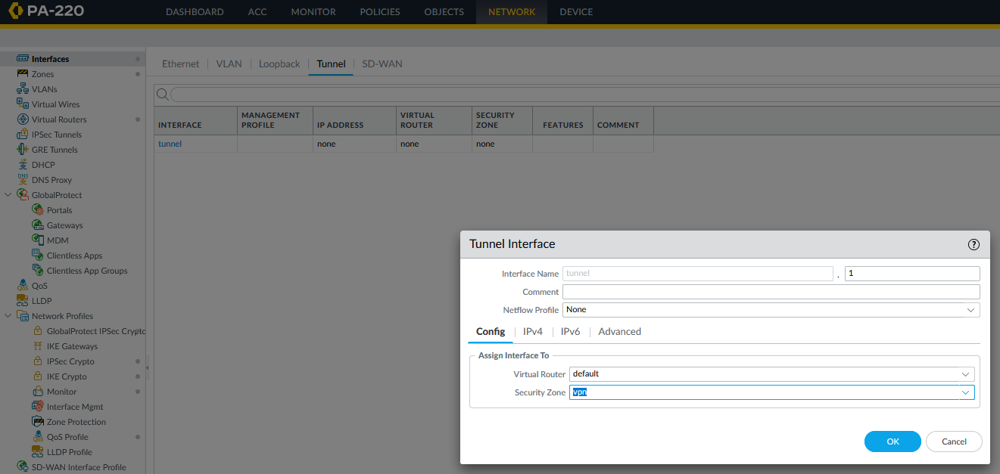 PA-220
DASHBOARD ACC MONITOR POLICIES OBJECTS NETWORK DEVICE
Interfaces
Zones
VLANs
Virtual Wires
Virtual Routers
IPSec Tunnels
GRE Tunnels
DHCP
DNS Proxy
GlobalProtect
Portals
Gateways
MDM
Clientless Apps
Clientless App Groups
QoS
LLDP
Network Profiles
GlobalProtect IPSec Crypto
IKE Gateways
IPSec Crypto
IKE Crypto
Monitor
Interface Mgmt
Zone Protection
QoS Profile
LLDP Profile
SD-WAN Interface Profile
Ethernet VLAN Loopback Tunnel SD-WAN
INTERFACE MANAGEMENT PROFILE IP ADDRESS VIRTUAL ROUTER SECURITY ZONE FEATURES COMMENT
tunnel none none none
Tunnel Interface
Interface Name tunnel . 1
Comment
Netflow Profile None
Config IPv4 IPv6 Advanced
Assign Interface To
Virtual Router default
Security Zone vpn
OK Cancel